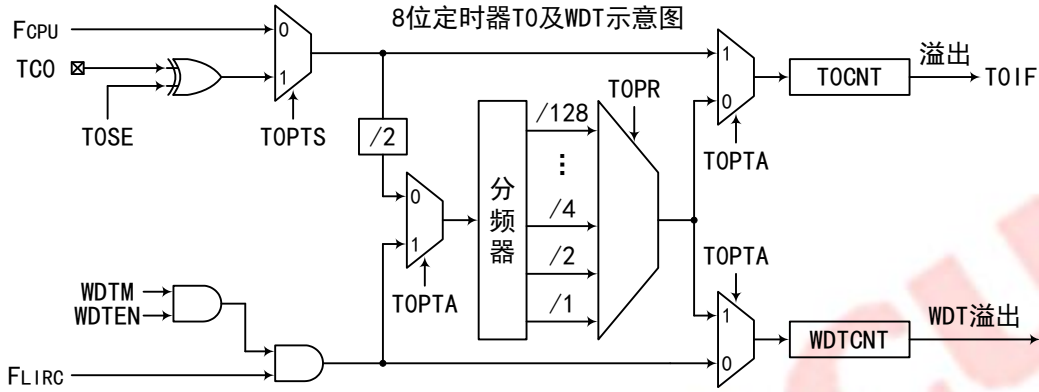 8位定时器T0及WDT示意图
FCPU
TC0
T0SE
0
1
T0PTS
/2
0
1
T0PTA
分频器
/128
⋮
/4
/2
/1
T0PR
1
0
T0PTA
T0CNT
溢出
T0IF
WDTM
WDTEN
FLIRC
T0PTA
1
0
WDTCNT
WDT溢出